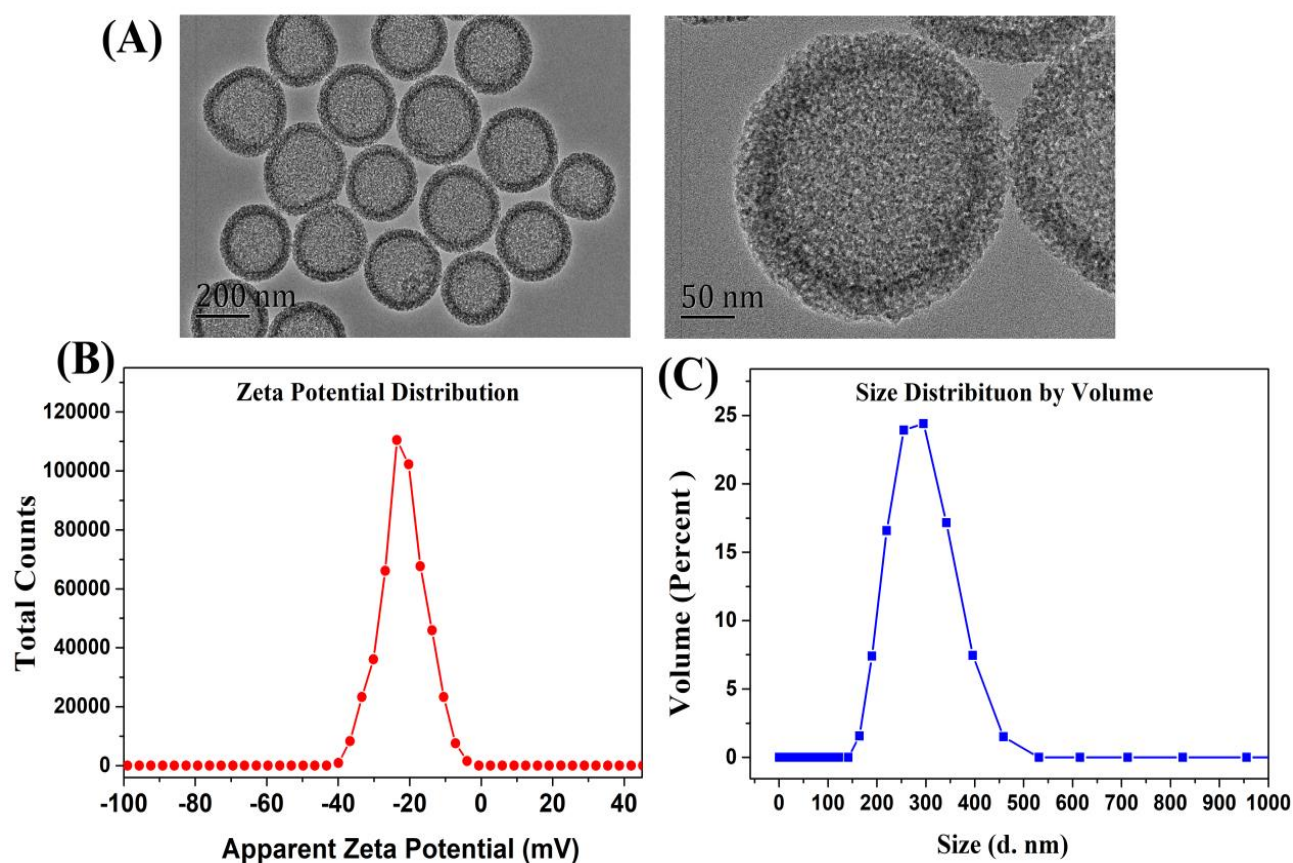 (A)
200 nm
50 nm
(B)
Zeta Potential Distribution
Total Counts
120000
100000
80000
60000
40000
20000
0
-100 -80 -60 -40 -20 0 20 40
Apparent Zeta Potential (mV)
(C)
Size Distribituon by Volume
Volume (Percent )
25
20
15
10
5
0
0 100 200 300 400 500 600 700 800 900 1000
Size (d. nm)